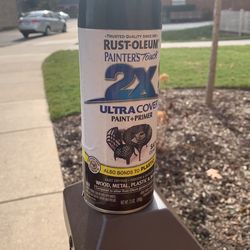 TRUSTED QUALITY SINCE
RUST-OLEUM
PAINTER'S Touch
2X
ULTRA COVER
PAINT+PRIMER
ALSO BONDS TO PLASTIC
WOOD, METAL, PLASTIC &